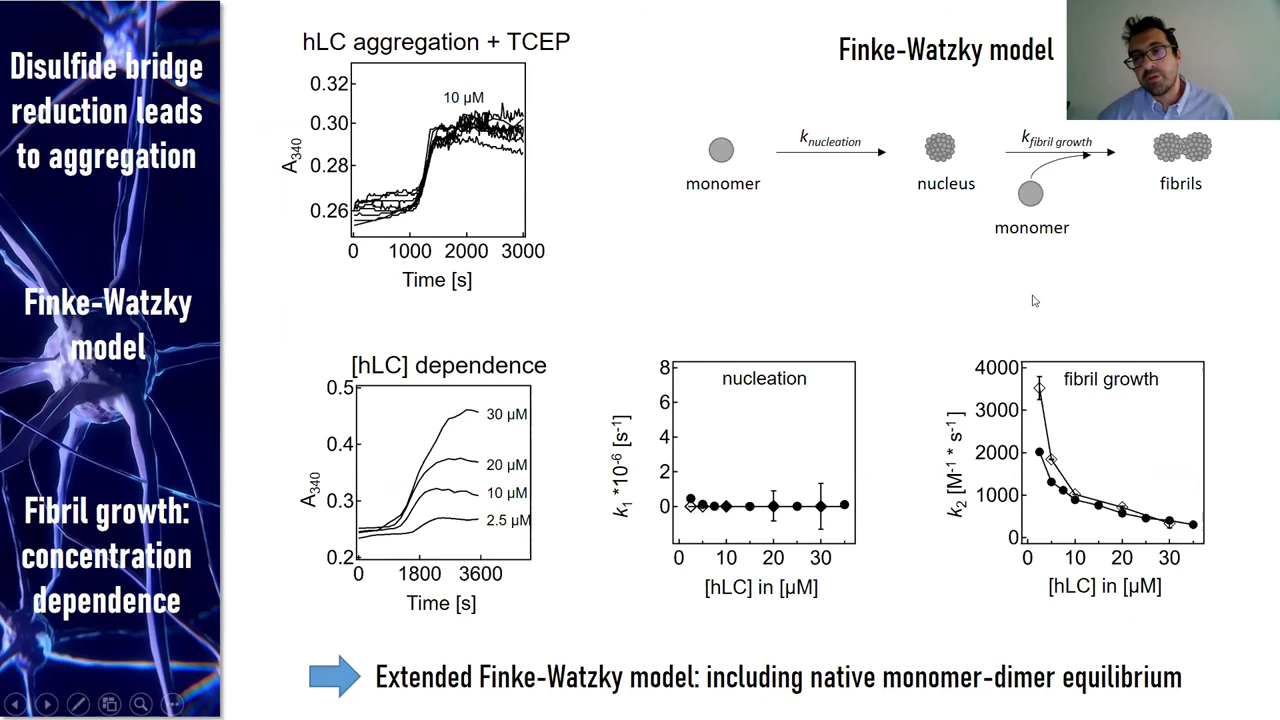 Disulfide bridge
reduction leads
to aggregation
Finke-Watzky
model
Fibril growth:
concentration
dependence
hLC aggregation + TCEP
10 µM
0.32
0.30
0.28
0.26
A340
0
1000
2000
3000
Time [s]
Finke-Watzky model
knucleation
kfibril growth
monomer
nucleus
fibrils
monomer
[hLC] dependence
0.5
0.4
0.3
0.2
A340
30 µM
20 µM
10 µM
2.5 µM
0
1800
3600
Time [s]
nucleation
8
6
4
2
0
k1 *10-6 [s-1]
0
10
20
30
[hLC] in [µM]
fibril growth
4000
3000
2000
1000
0
k2 [M-1 * s-1]
0
10
20
30
[hLC] in [µM]
Extended Finke-Watzky model: including native monomer-dimer equilibrium